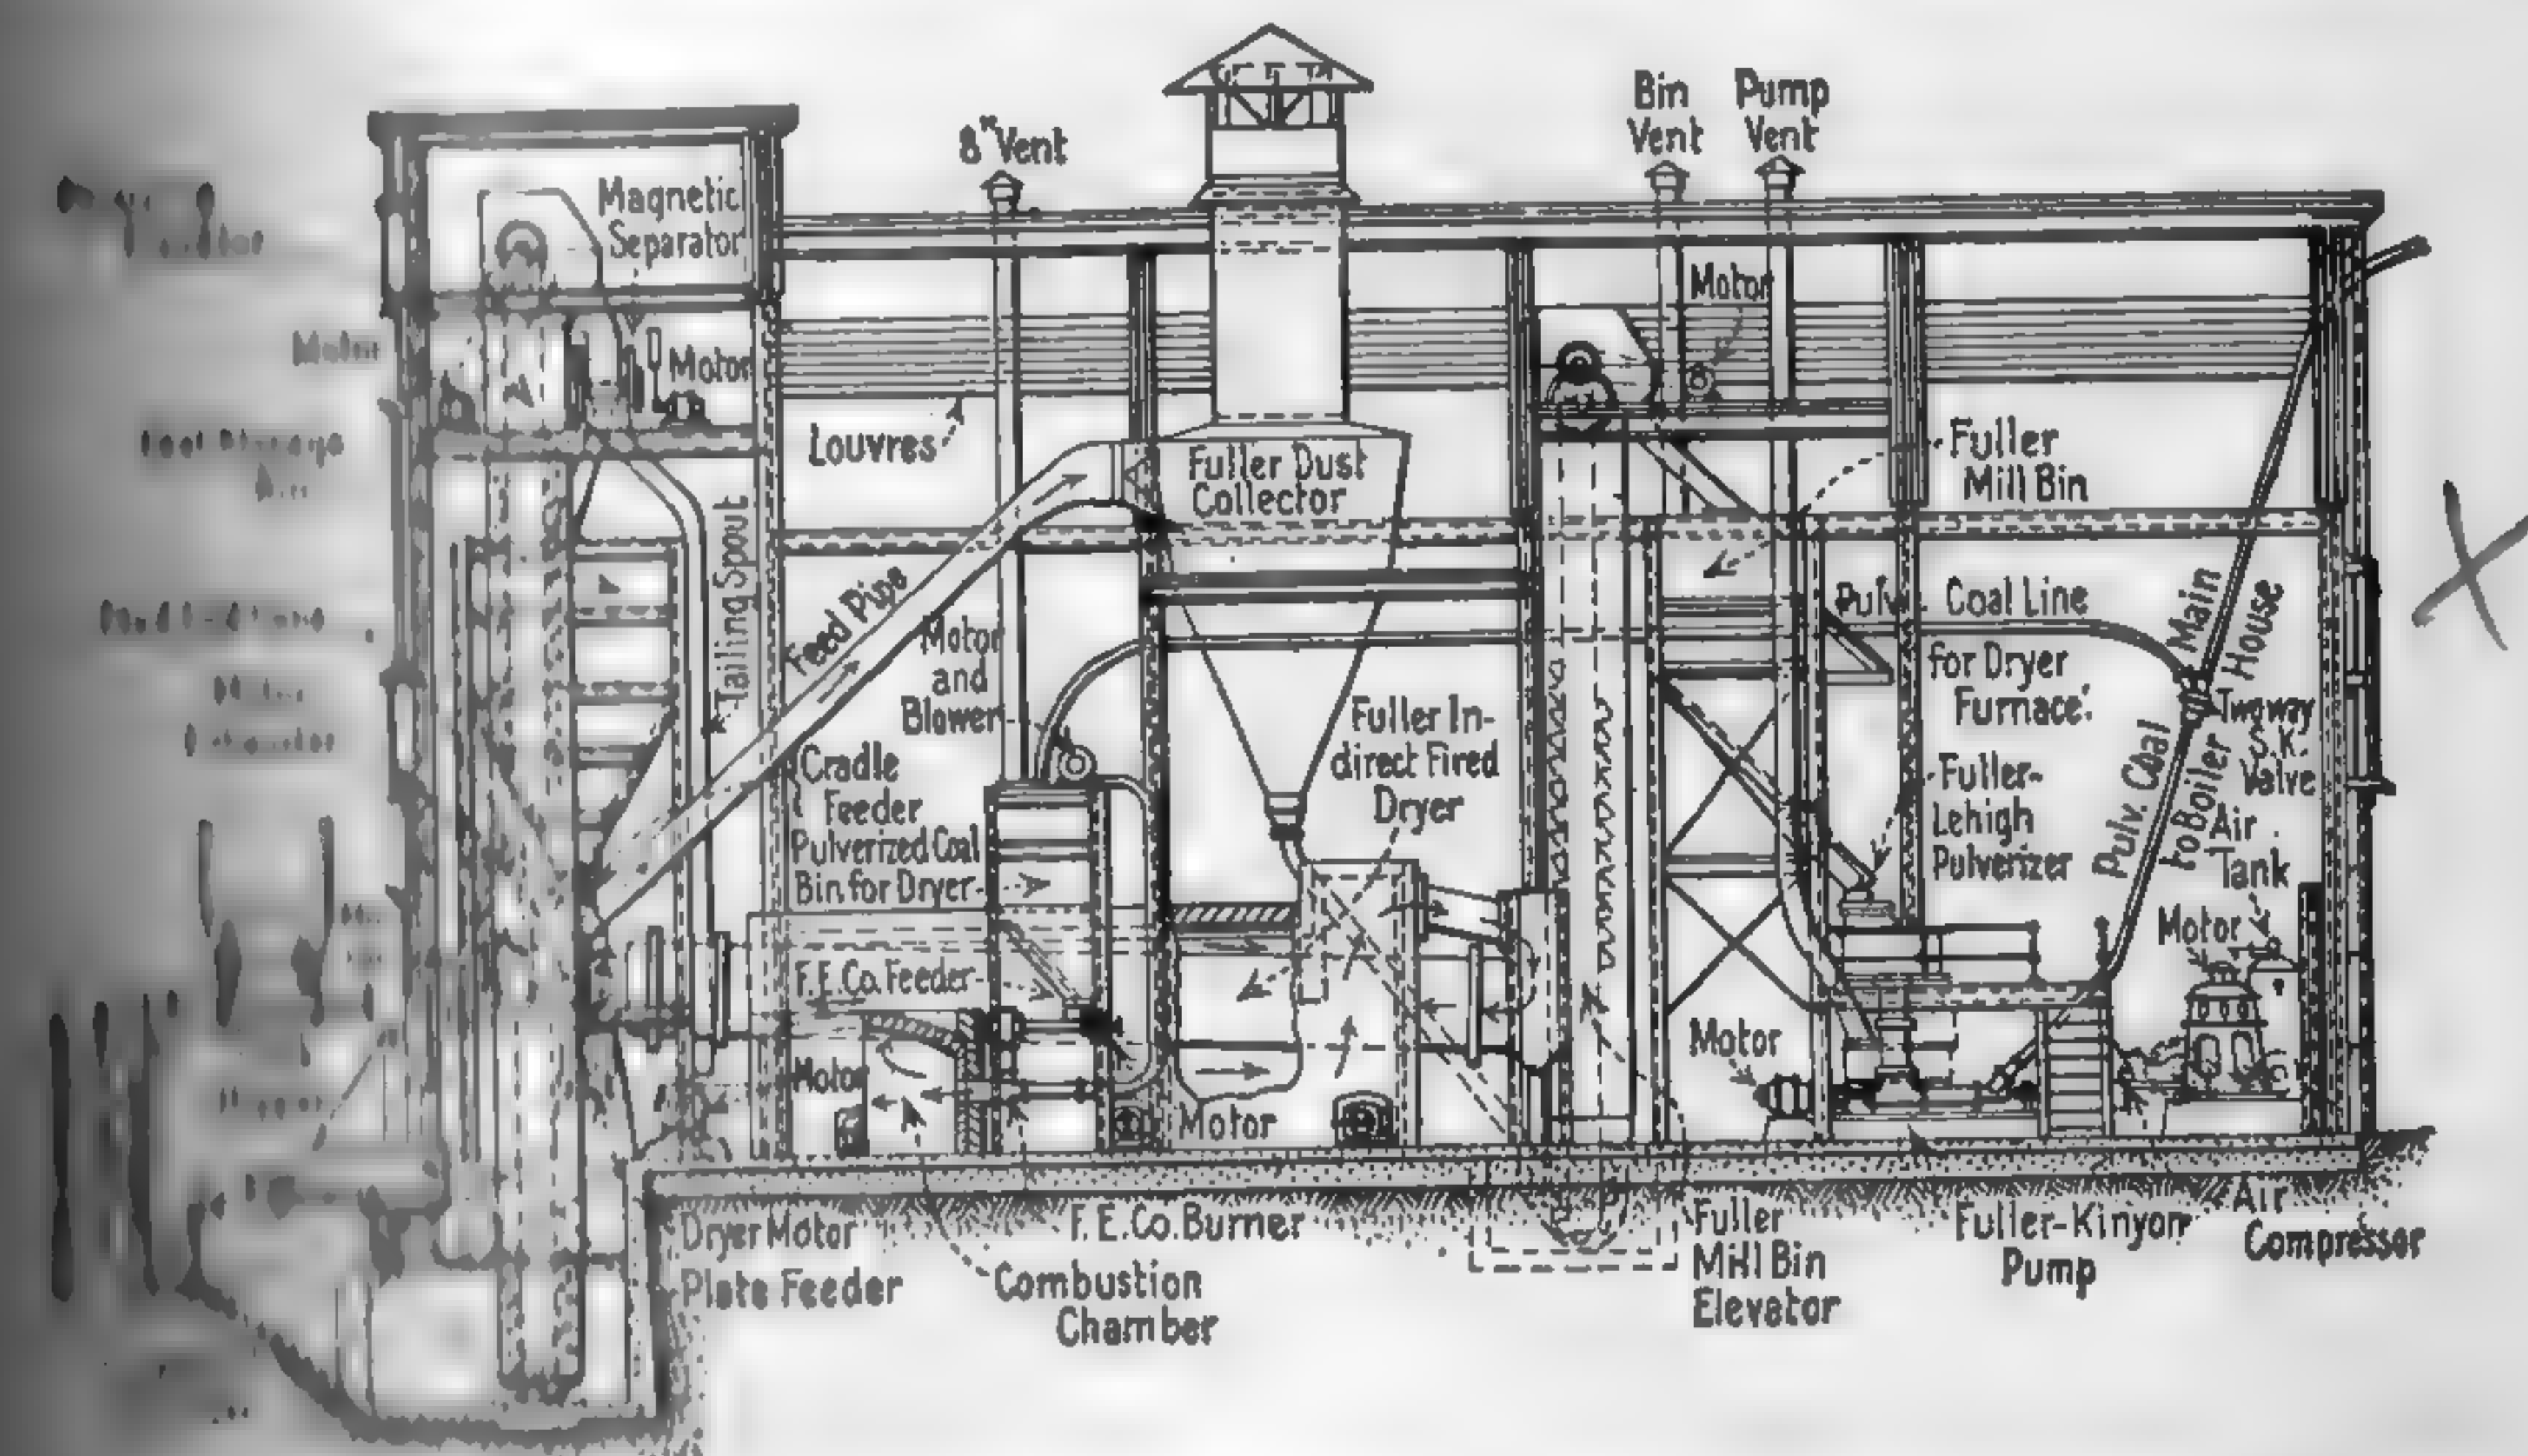 8" Vent
Bin
Vent
Pump
Vent
Magnetic
Separator
Motor
Motor
Motor
Louvres
Fuller Dust
Collector
Fuller
Mill Bin
Tailing Spout
Feed Pipe
Motor
and
Blower
Pulv. Coal Line
for Dryer
Furnace
Main
House
Pulv. Coal
to Boiler
Two way
S.K.
Valve
Cradle
Feeder
Pulverized Coal
Bin for Dryer
Fuller In-
direct Fired
Dryer
Fuller-
Lehigh
Pulverizer
Air
Tank
Motor
F.E.Co. Feeder
Motor
Motor
Motor
Dryer Motor
Plate Feeder
F.E.Co. Burner
Combustion
Chamber
Fuller
Mill Bin
Elevator
Fuller-Kinyon
Pump
Air
Compressor